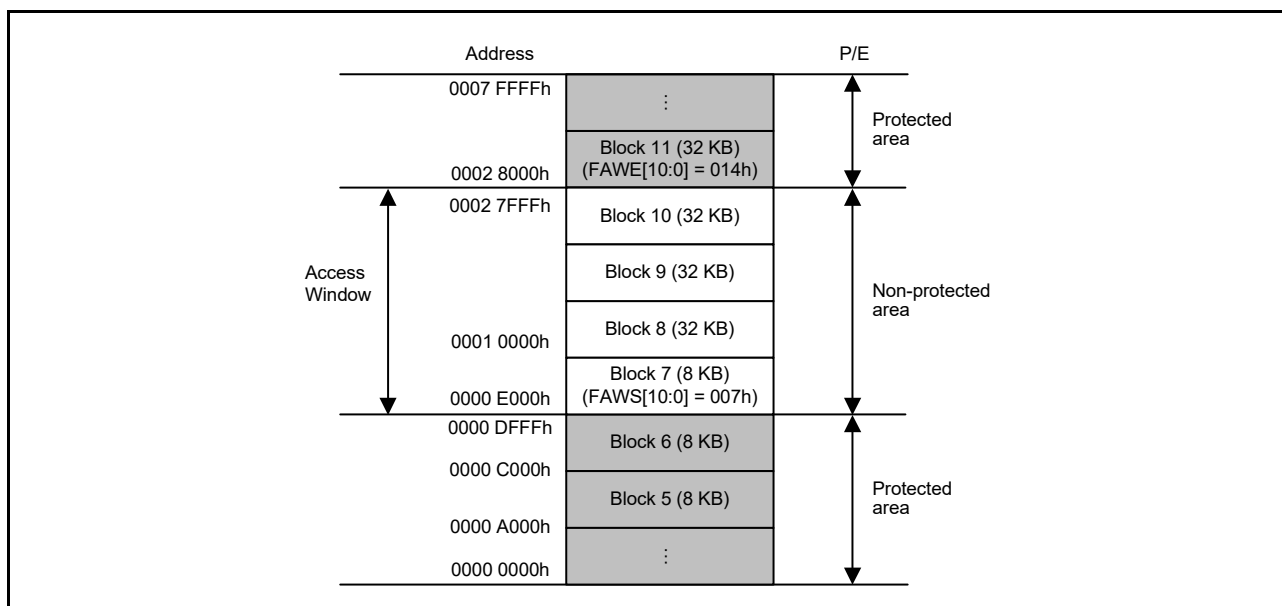 Address
P/E
0007 FFFFh
⋮
Protected
area
Block 11 (32 KB)
(FAWE[10:0] = 014h)
0002 8000h
0002 7FFFh
Block 10 (32 KB)
Access
Window
Block 9 (32 KB)
Non-protected
area
Block 8 (32 KB)
0001 0000h
Block 7 (8 KB)
(FAWS[10:0] = 007h)
0000 E000h
0000 DFFFh
Block 6 (8 KB)
0000 C000h
Block 5 (8 KB)
Protected
area
0000 A000h
⋮
0000 0000h